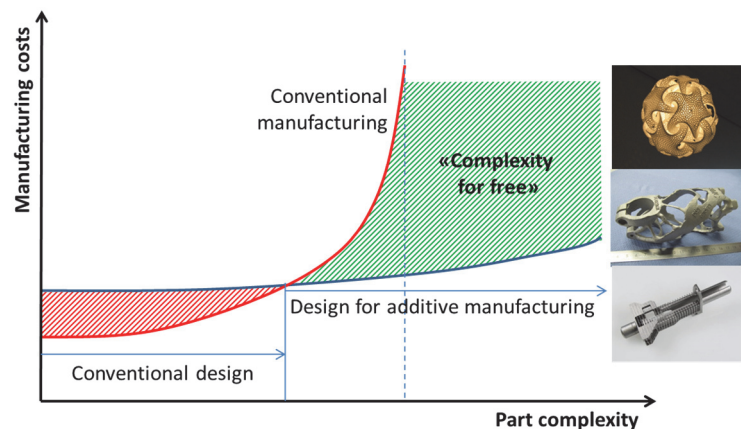 Manufacturing costs
Conventional
manufacturing
«Complexity
for free»
Design for additive manufacturing
Conventional design
Part complexity